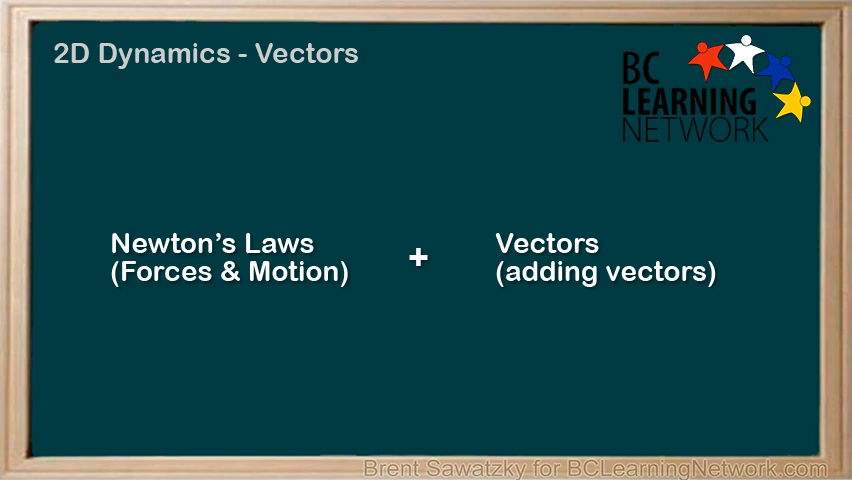 2D Dynamics - Vectors
BC
LEARNING
NETWORK
Newton's Laws
(Forces & Motion)
+
Vectors
(adding vectors)
Brent Sawatzky for BCLearningNetwork.com